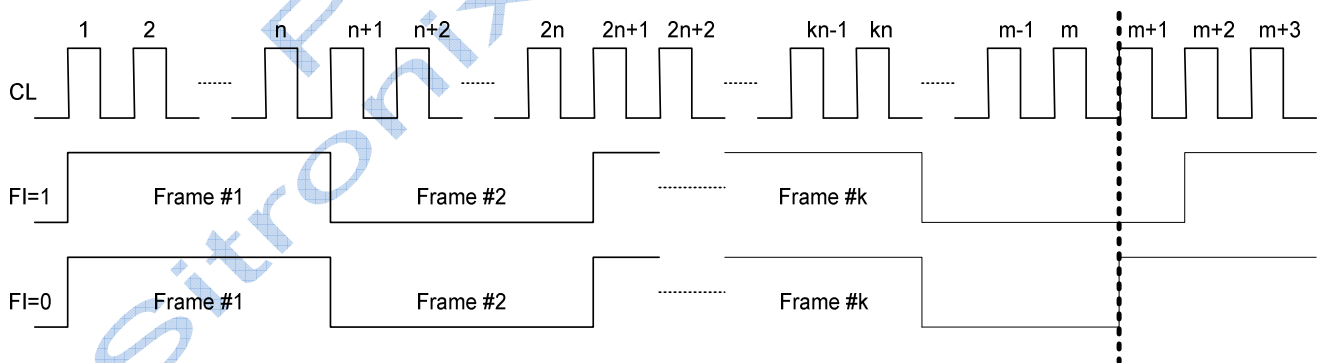 1 2 n n+1 n+2 2n 2n+1 2n+2 kn-1 kn m-1 m m+1 m+2 m+3
CL
FI=1 Frame #1 Frame #2 Frame #k
FI=0 Frame #1 Frame #2 Frame #k
Sitronix